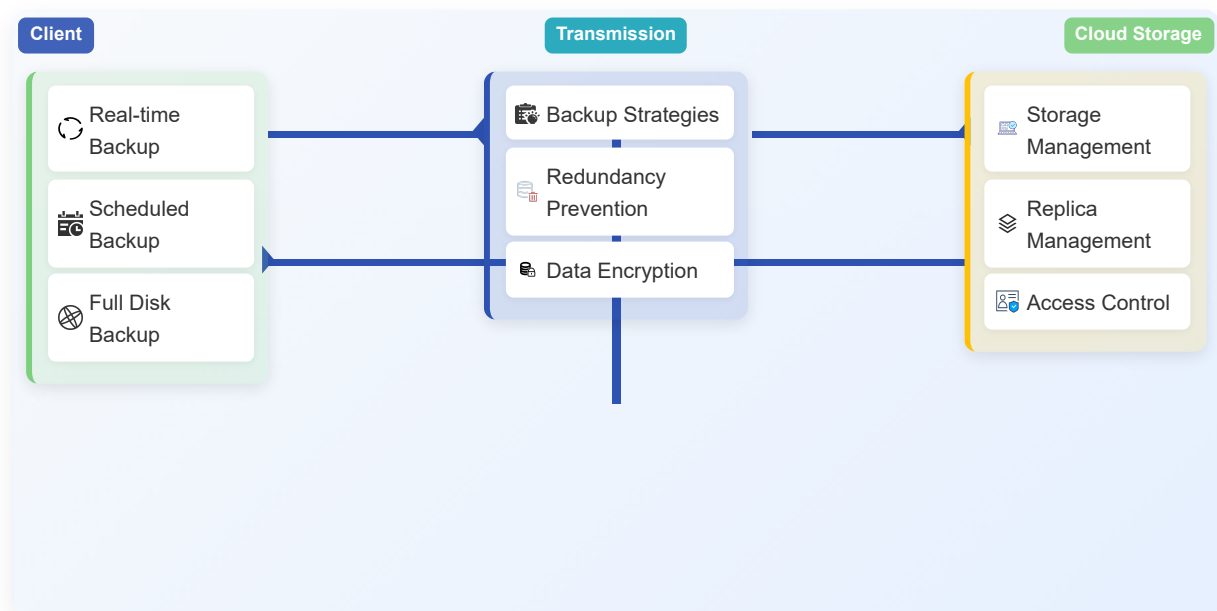 Client
Transmission
Cloud Storage
Real-time
Backup
Scheduled
Backup
Full Disk
Backup
Backup Strategies
Redundancy
Prevention
Data Encryption
Storage
Management
Replica
Management
Access Control